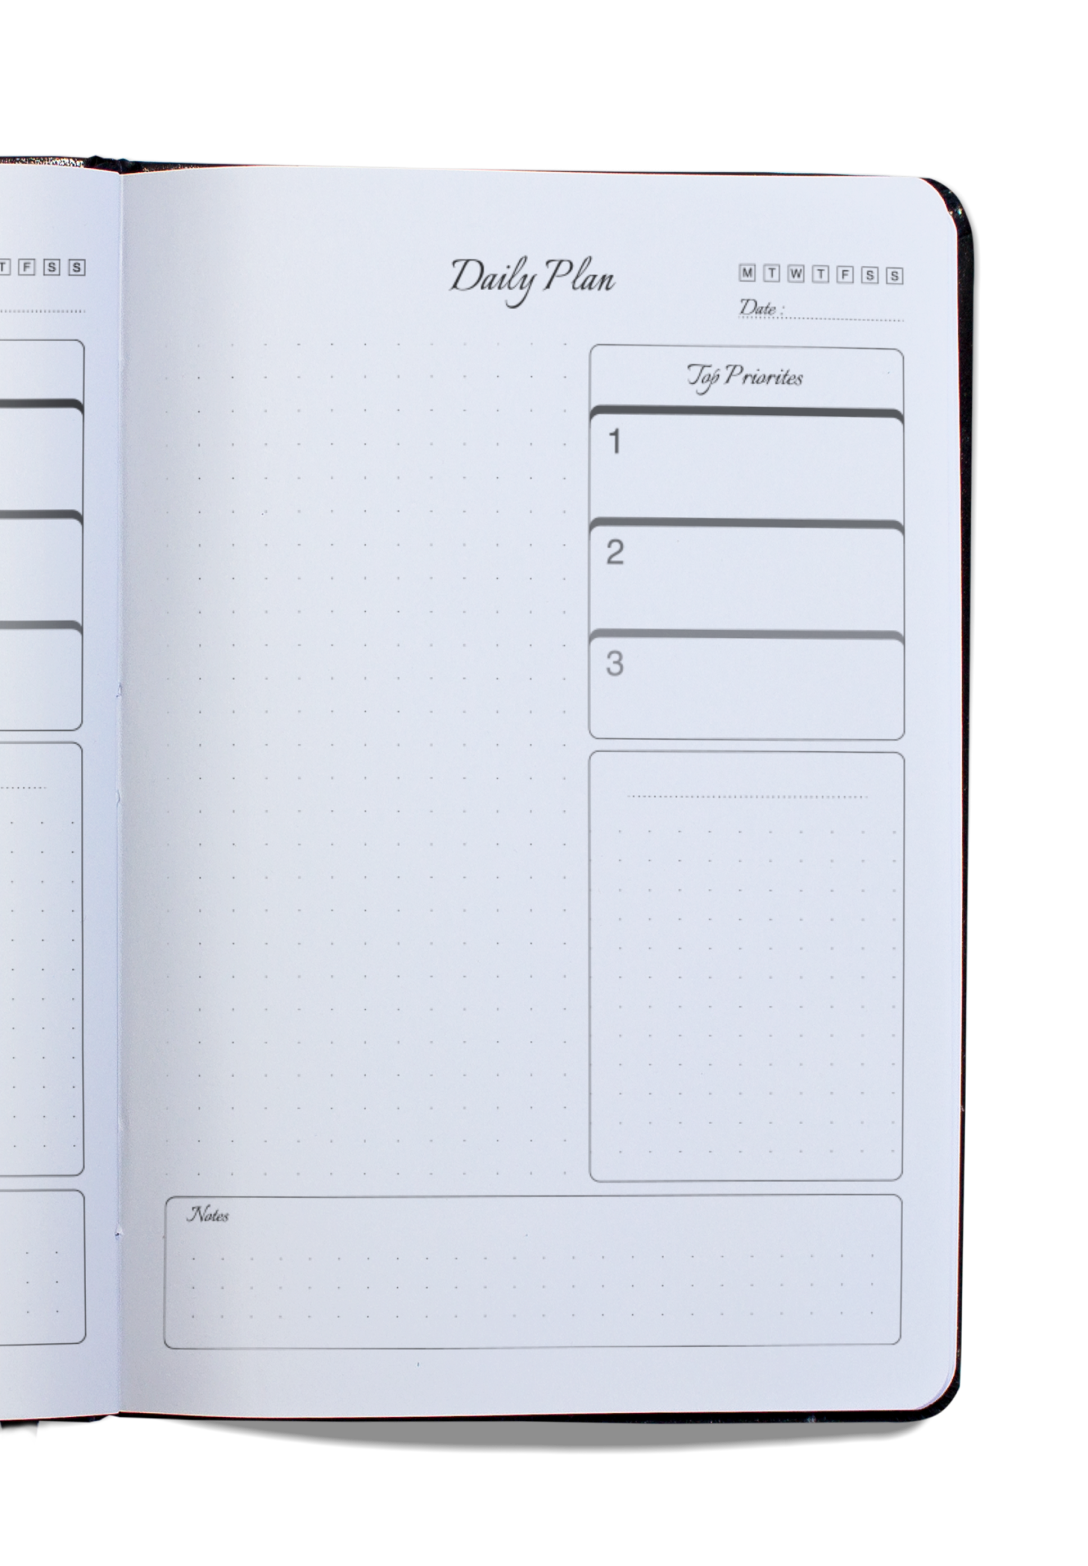 T F S S
Daily Plan
M T W T F S S
Date :
Top Priorites
1
2
3
Notes